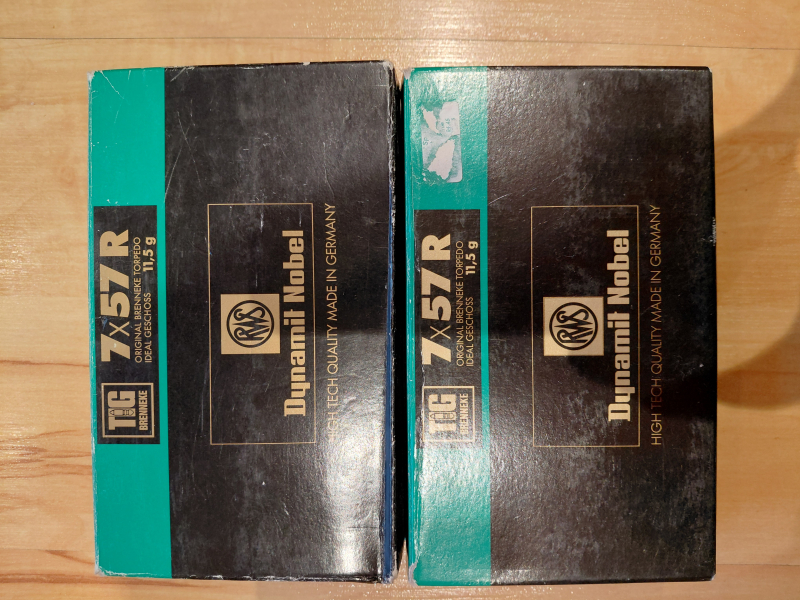 TIG
BRENNEKE
7x57 R
ORIGINAL BRENNEKE TORPEDO
IDEAL GESCHOSS 11,5 g
RWS
Dynamit Nobel
HIGH TECH QUALITY MADE IN GERMANY
TIG
BRENNEKE
7x57 R
ORIGINAL BRENNEKE TORPEDO
IDEAL GESCHOSS 11,5 g
RWS
Dynamit Nobel
HIGH TECH QUALITY MADE IN GERMANY